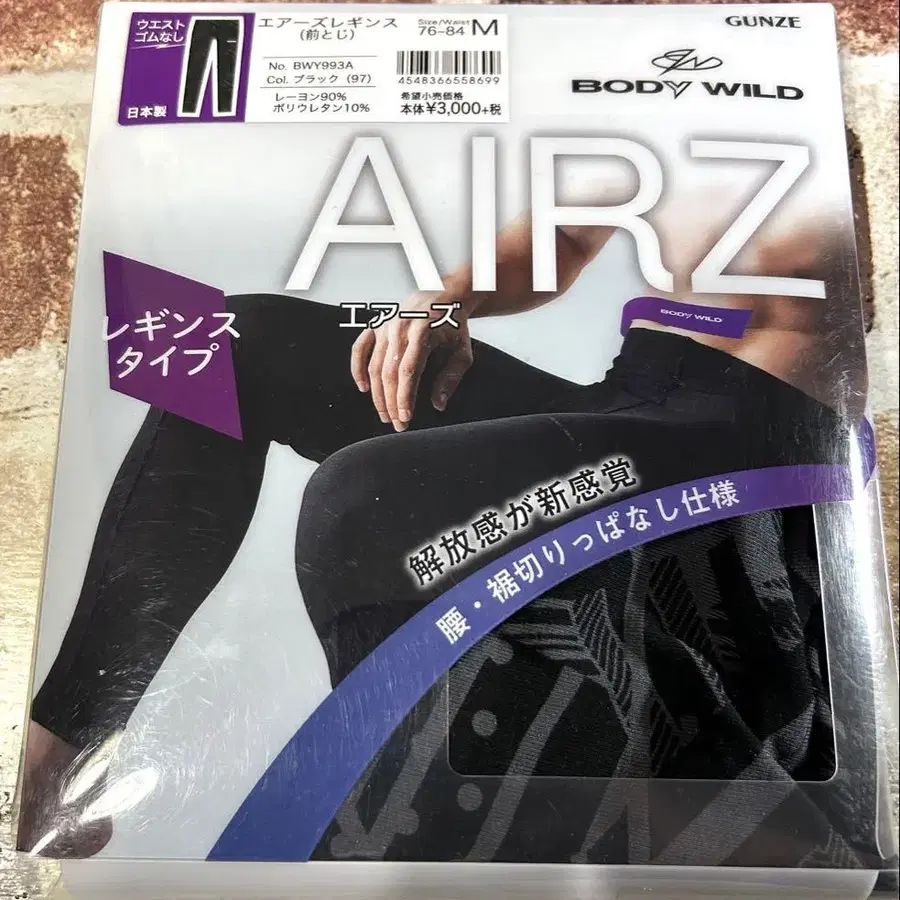 ウエスト
ゴムなし
日本製
エアーズレギンス
(前とじ)
Size/Waist
76-84 M
No. BWY993A
Col. ブラック (97)
レーヨン90%
ポリウレタン10%
4548366558699
希望小売価格
本体¥3,000+税
GUNZE
BODY WILD
AIRZ
エアーズ
レギンス
タイプ
BODY WILD
解放感が新感覚
腰・裾切りっぱなし仕様